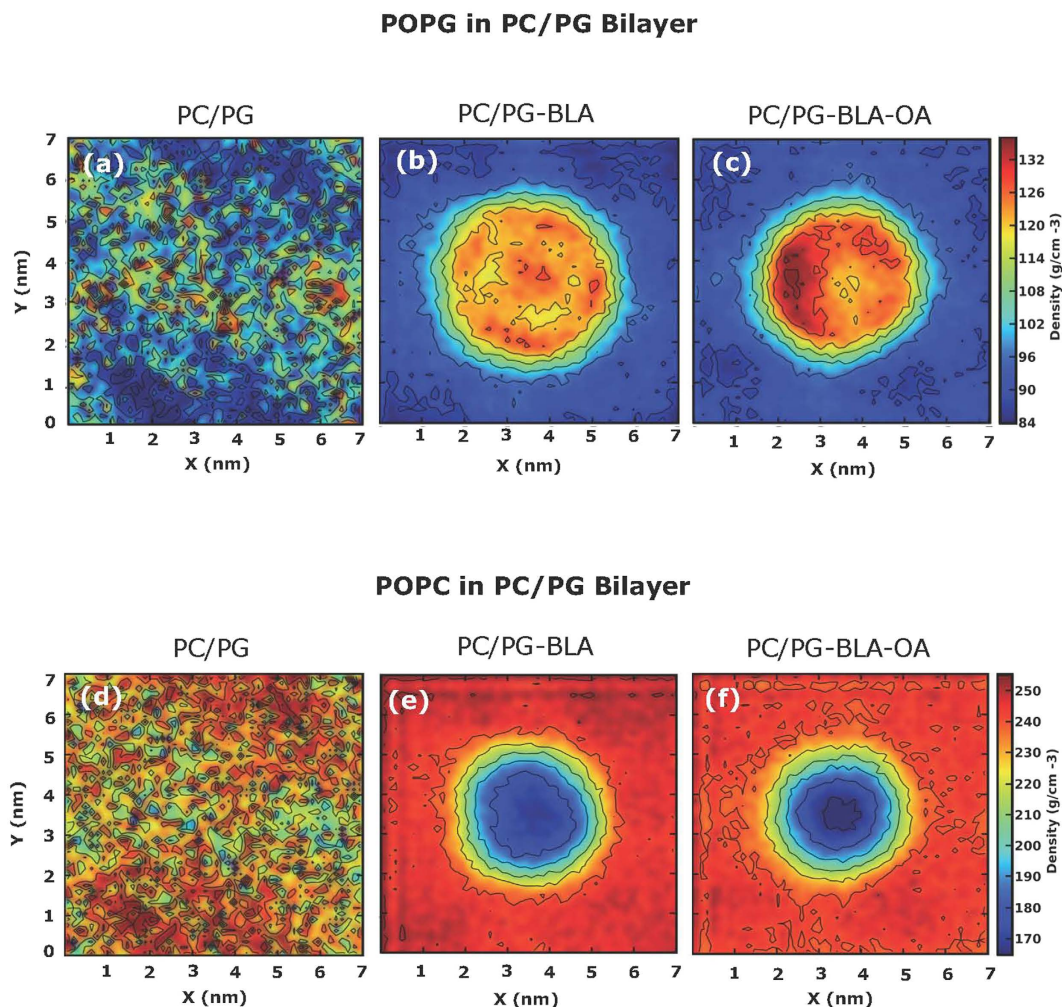 POPG in PC/PG Bilayer
PC/PG
PC/PG-BLA
PC/PG-BLA-OA
(a)
(b)
(c)
7
6
5
4
3
2
1
0
Y (nm)
1 2 3 4 5 6 7
1 2 3 4 5 6 7
1 2 3 4 5 6 7
X (nm)
X (nm)
X (nm)
132
126
120
114
108
102
96
90
84
Density (g/cm -3)
POPC in PC/PG Bilayer
PC/PG
PC/PG-BLA
PC/PG-BLA-OA
(d)
(e)
(f)
7
6
5
4
3
2
1
0
Y (nm)
1 2 3 4 5 6 7
1 2 3 4 5 6 7
1 2 3 4 5 6 7
X (nm)
X (nm)
X (nm)
250
240
230
220
210
200
190
180
170
Density (g/cm -3)